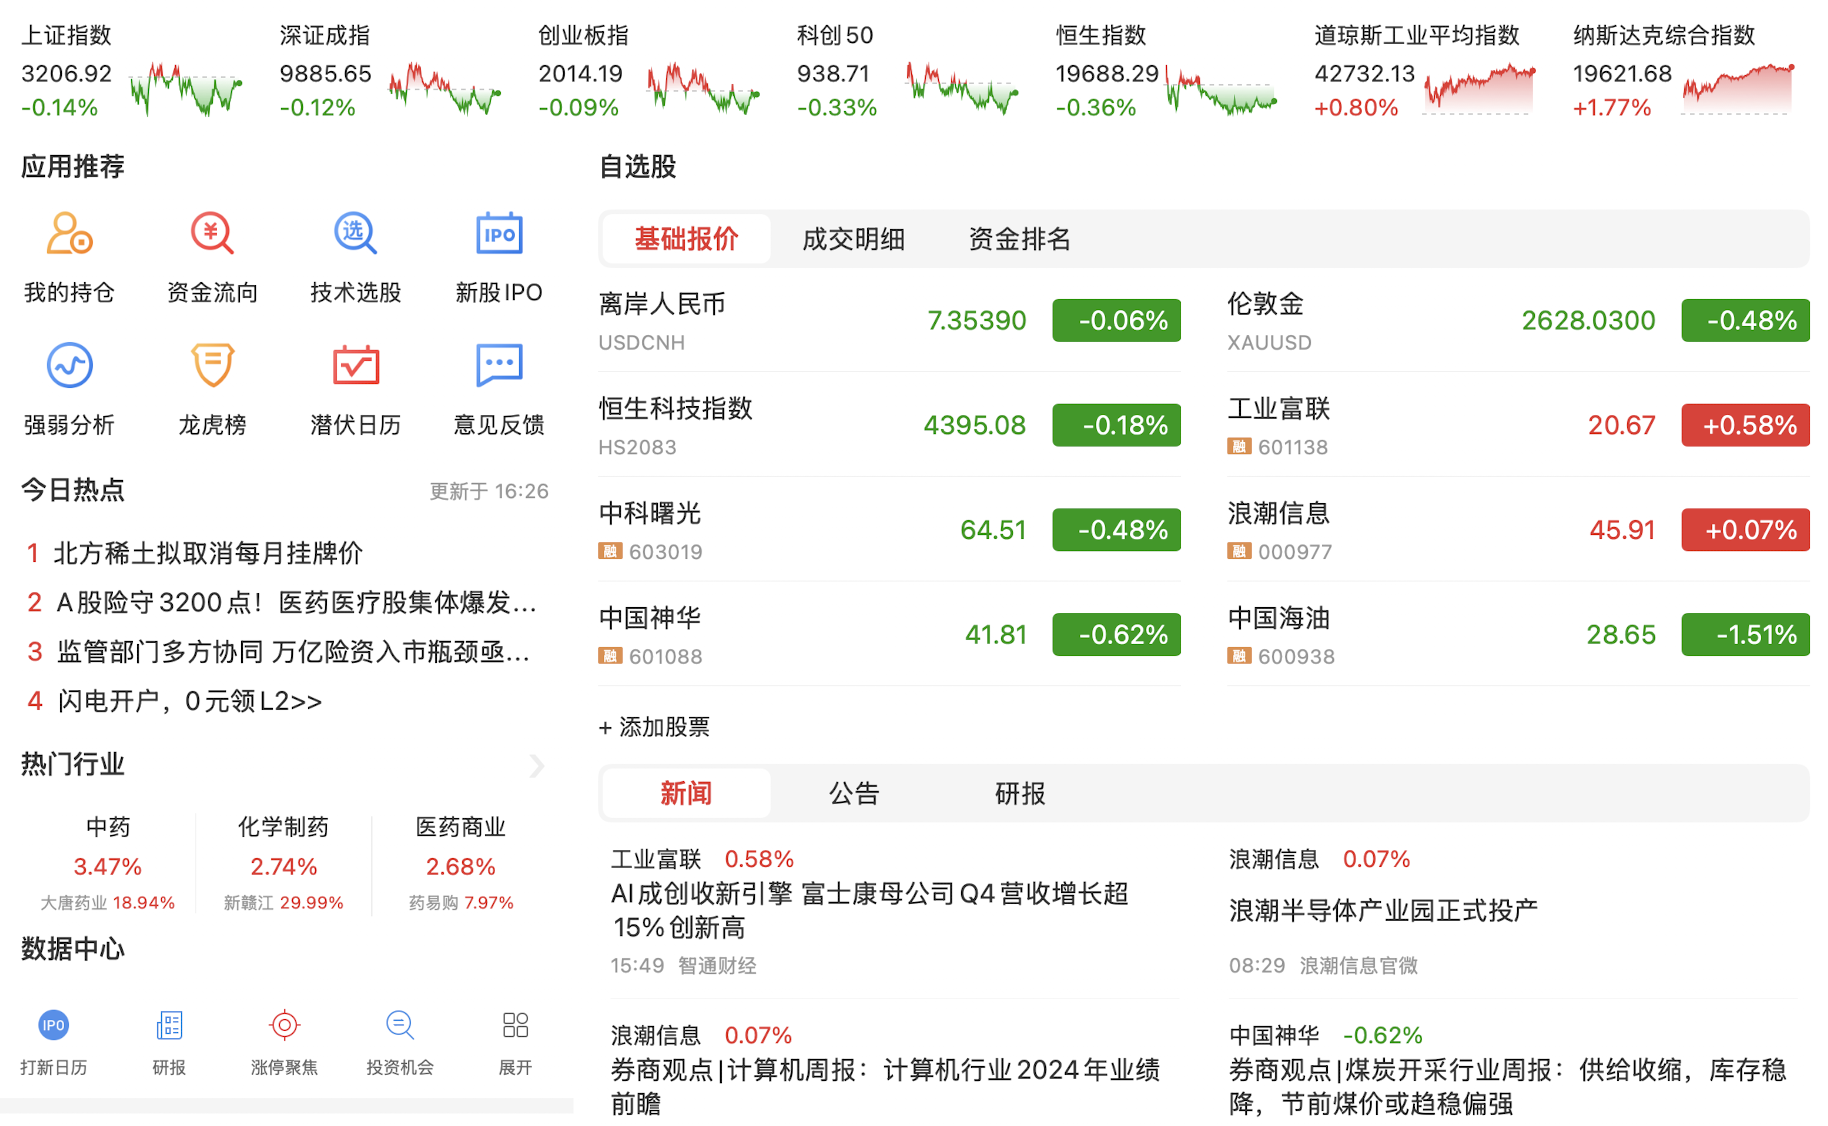 上证指数
3206.92
-0.14%
深证成指
9885.65
-0.12%
创业板指
2014.19
-0.09%
科创50
938.71
-0.33%
恒生指数
19688.29
-0.36%
道琼斯工业平均指数
42732.13
+0.80%
纳斯达克综合指数
19621.68
+1.77%
应用推荐
我的持仓
¥
资金流向
选
技术选股
IPO
新股IPO
强弱分析
龙虎榜
潜伏日历
意见反馈
今日热点
更新于 16:26
1 北方稀土拟取消每月挂牌价
2 A股险守3200点！医药医疗股集体爆发...
3 监管部门多方协同 万亿险资入市瓶颈亟...
4 闪电开户，0元领L2>>
热门行业
中药
3.47%
大唐药业 18.94%
化学制药
2.74%
新赣江 29.99%
医药商业
2.68%
药易购 7.97%
数据中心
IPO
打新日历
研报
涨停聚焦
投资机会
展开
自选股
基础报价
成交明细
资金排名
离岸人民币
USDCNH
7.35390
-0.06%
伦敦金
XAUUSD
2628.0300
-0.48%
恒生科技指数
HS2083
4395.08
-0.18%
工业富联
融 601138
20.67
+0.58%
中科曙光
融 603019
64.51
-0.48%
浪潮信息
融 000977
45.91
+0.07%
中国神华
融 601088
41.81
-0.62%
中国海油
融 600938
28.65
-1.51%
+ 添加股票
新闻
公告
研报
工业富联 0.58%
AI成创收新引擎 富士康母公司Q4营收增长超
15%创新高
15:49 智通财经
浪潮信息 0.07%
浪潮半导体产业园正式投产
08:29 浪潮信息官微
浪潮信息 0.07%
券商观点|计算机周报：计算机行业2024年业绩
前瞻
中国神华 -0.62%
券商观点|煤炭开采行业周报：供给收缩，库存稳
降，节前煤价或趋稳偏强